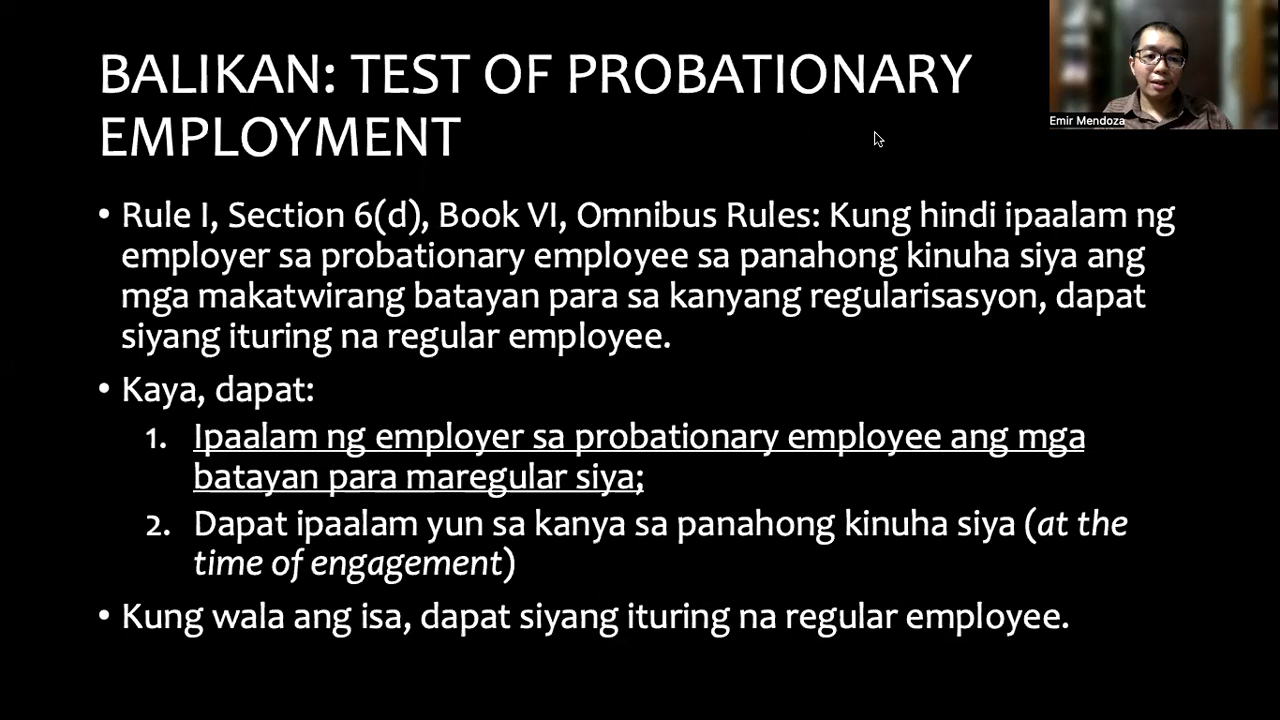 BALIKAN: TEST OF PROBATIONARY
EMPLOYMENT
Emir Mendoza
• Rule I, Section 6(d), Book VI, Omnibus Rules: Kung hindi ipaalam ng
employer sa probationary employee sa panahong kinuha siya ang
mga makatwirang batayan para sa kanyang regularisasyon, dapat
siyang ituring na regular employee.
• Kaya, dapat:
1. Ipaalam ng employer sa probationary employee ang mga
batayan para maregular siya;
2. Dapat ipaalam yun sa kanya sa panahong kinuha siya (at the
time of engagement)
• Kung wala ang isa, dapat siyang ituring na regular employee.